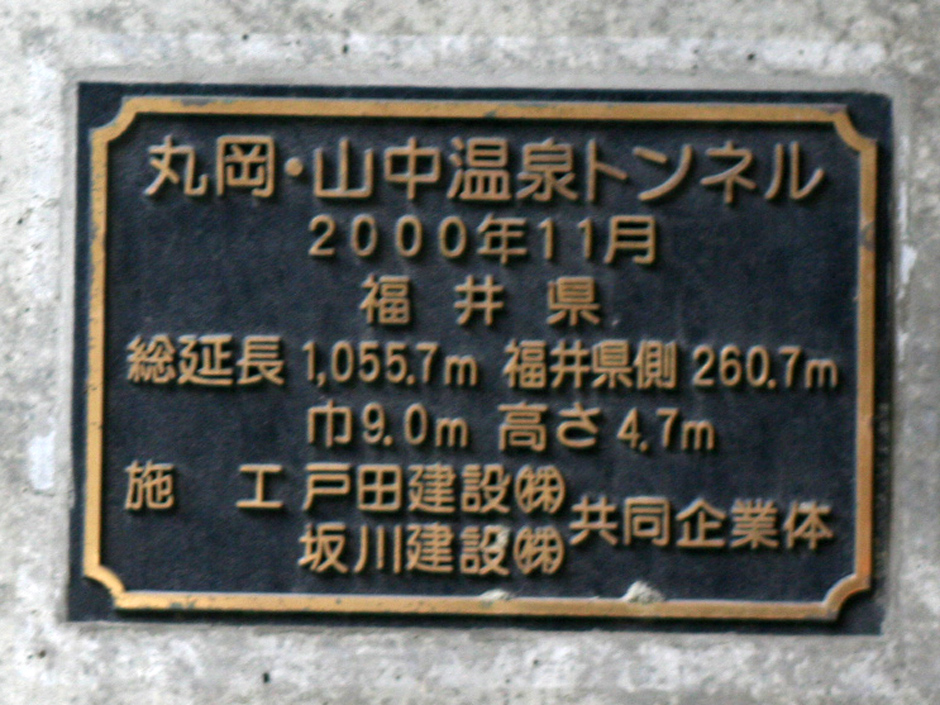 丸岡・山中温泉トンネル
2000年11月
福井県
総延長 1,055.7m 福井県側 260.7m
巾9.0m 高さ4.7m
施工 戸田建設㈱
坂川建設㈱ 共同企業体